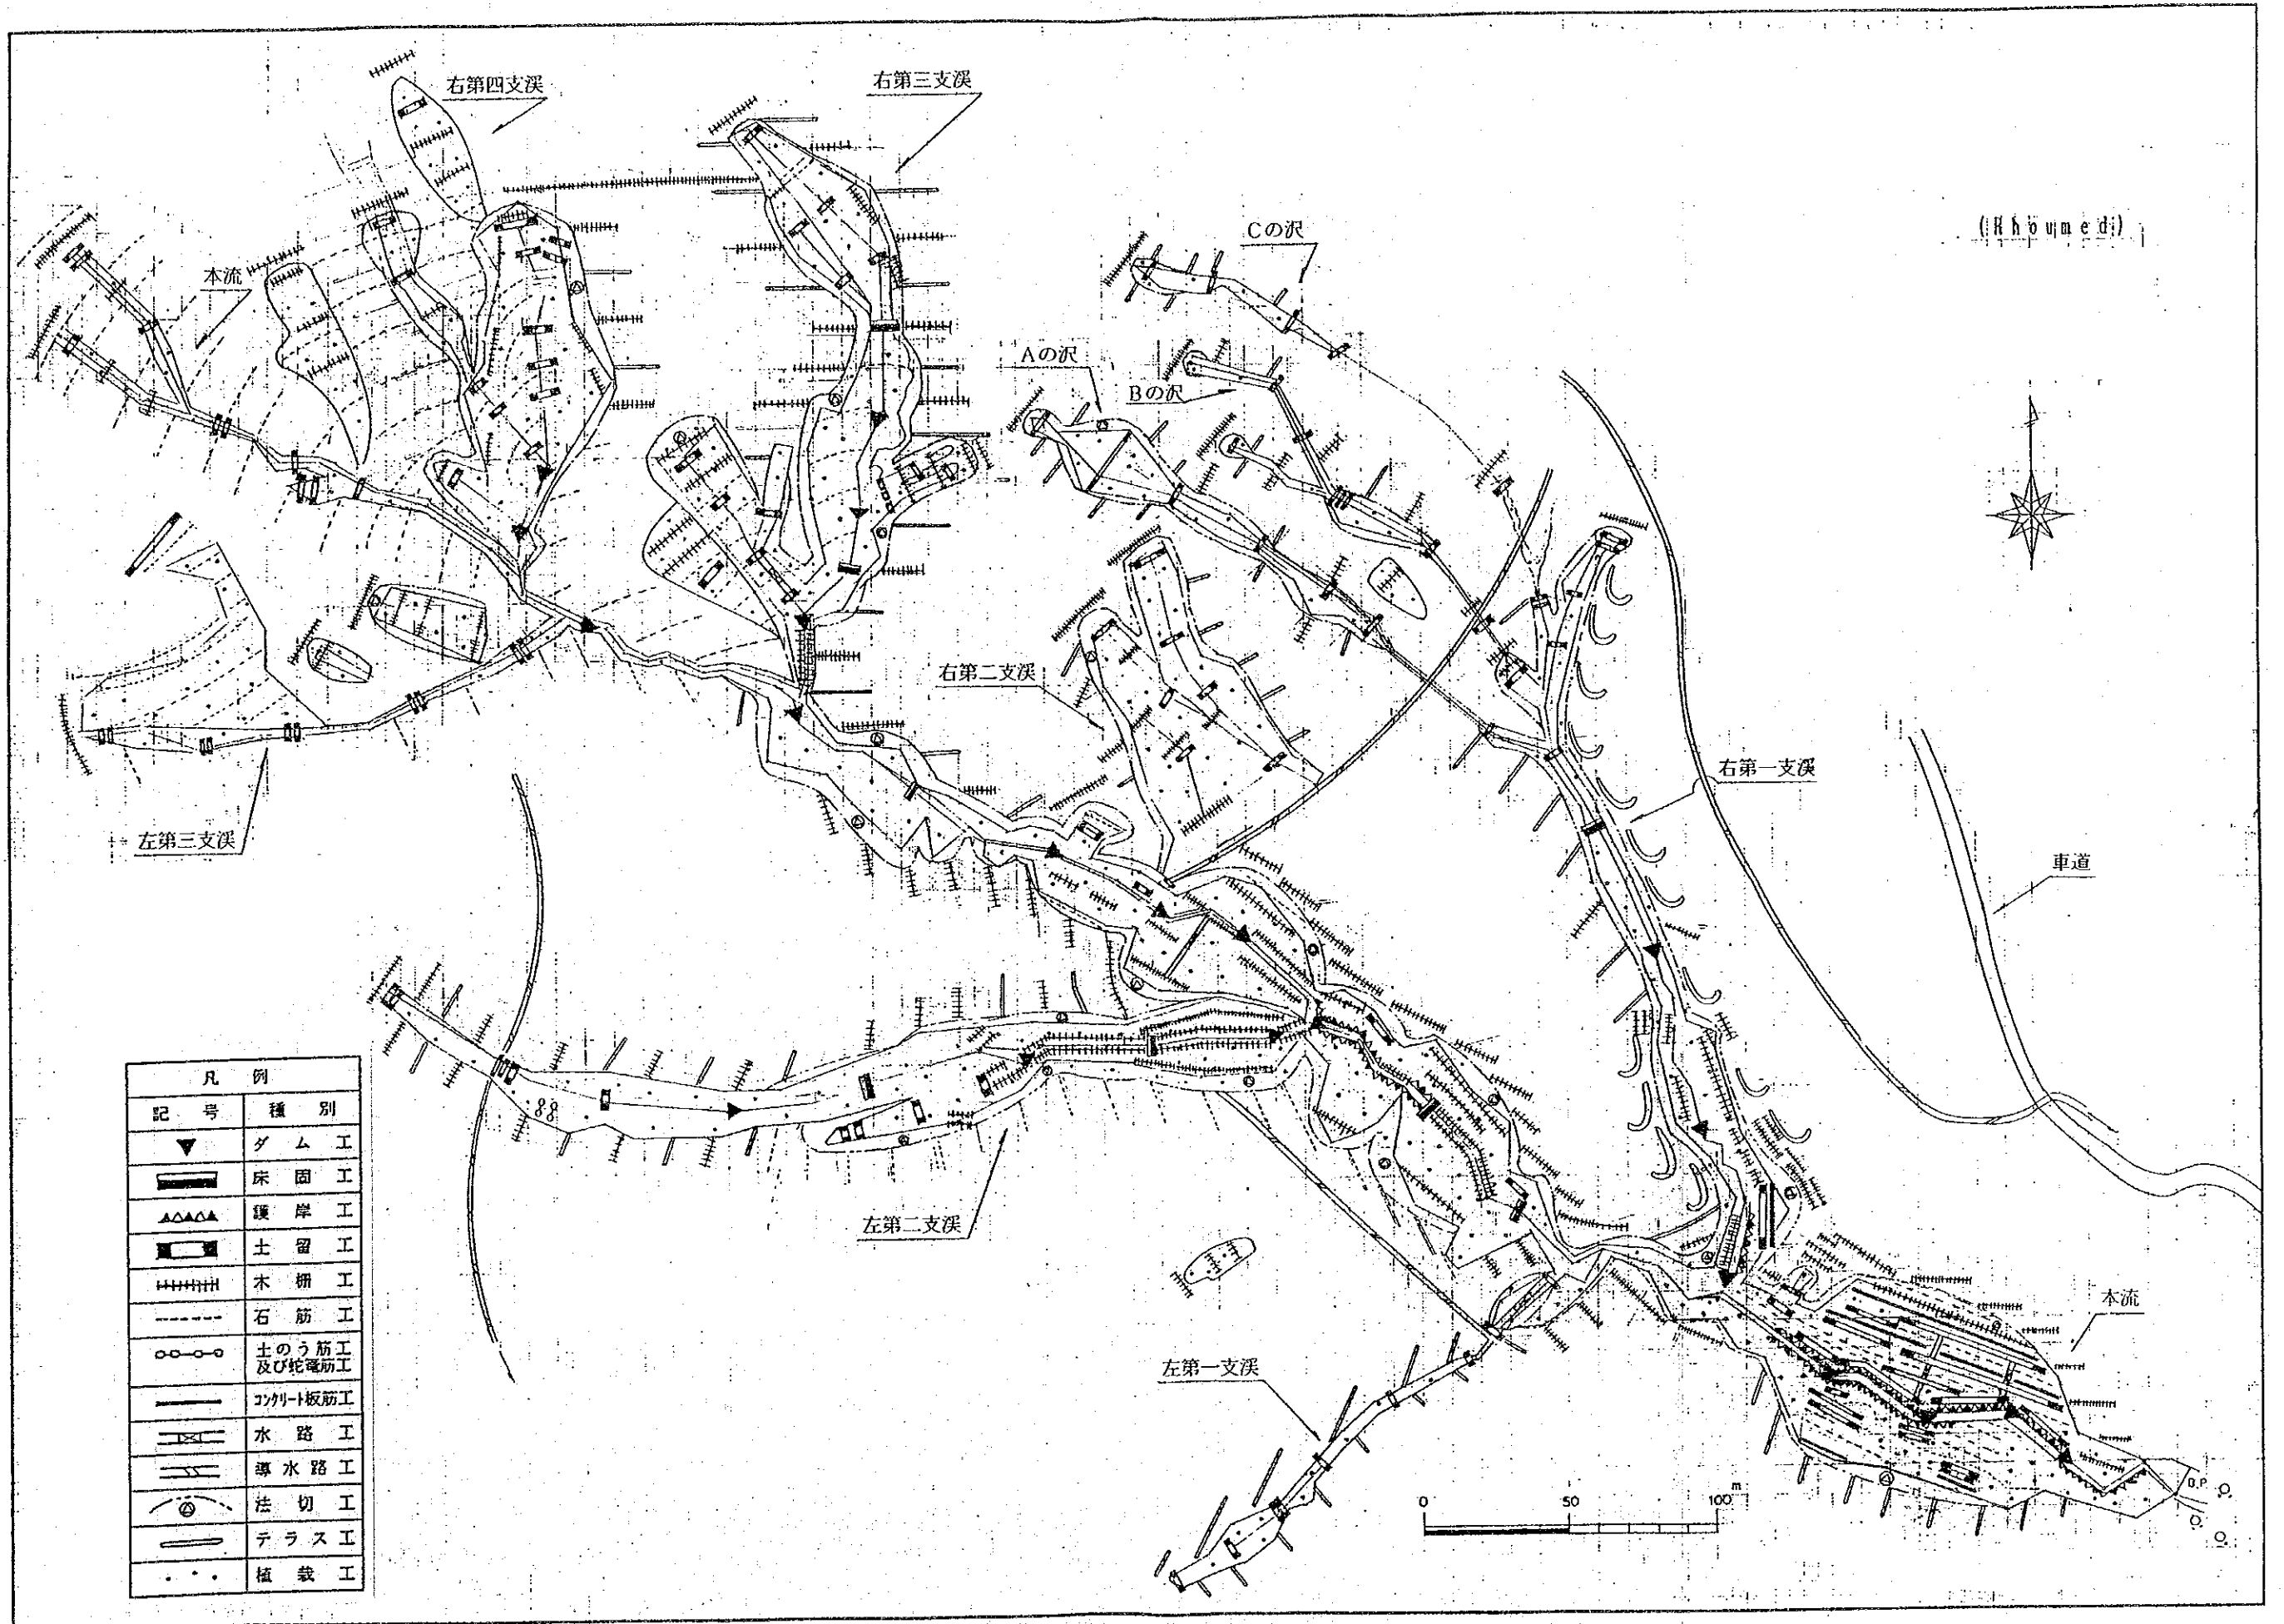 右第四支渓
右第三支渓
(Khoumedi)
Cの沢
本流
Aの沢
Bの沢
右第二支渓
右第一支渓
左第三支渓
車道
凡例
記号 種別
ダム工
床固工
護岸工
土留工
木柵工
石筋工
土のう筋工
及び蛇篭筋工
コンクリート板筋工
水路工
導水路工
法切工
テラス工
植栽工
左第二支渓
本流
左第一支渓
0 50 100m
B.P